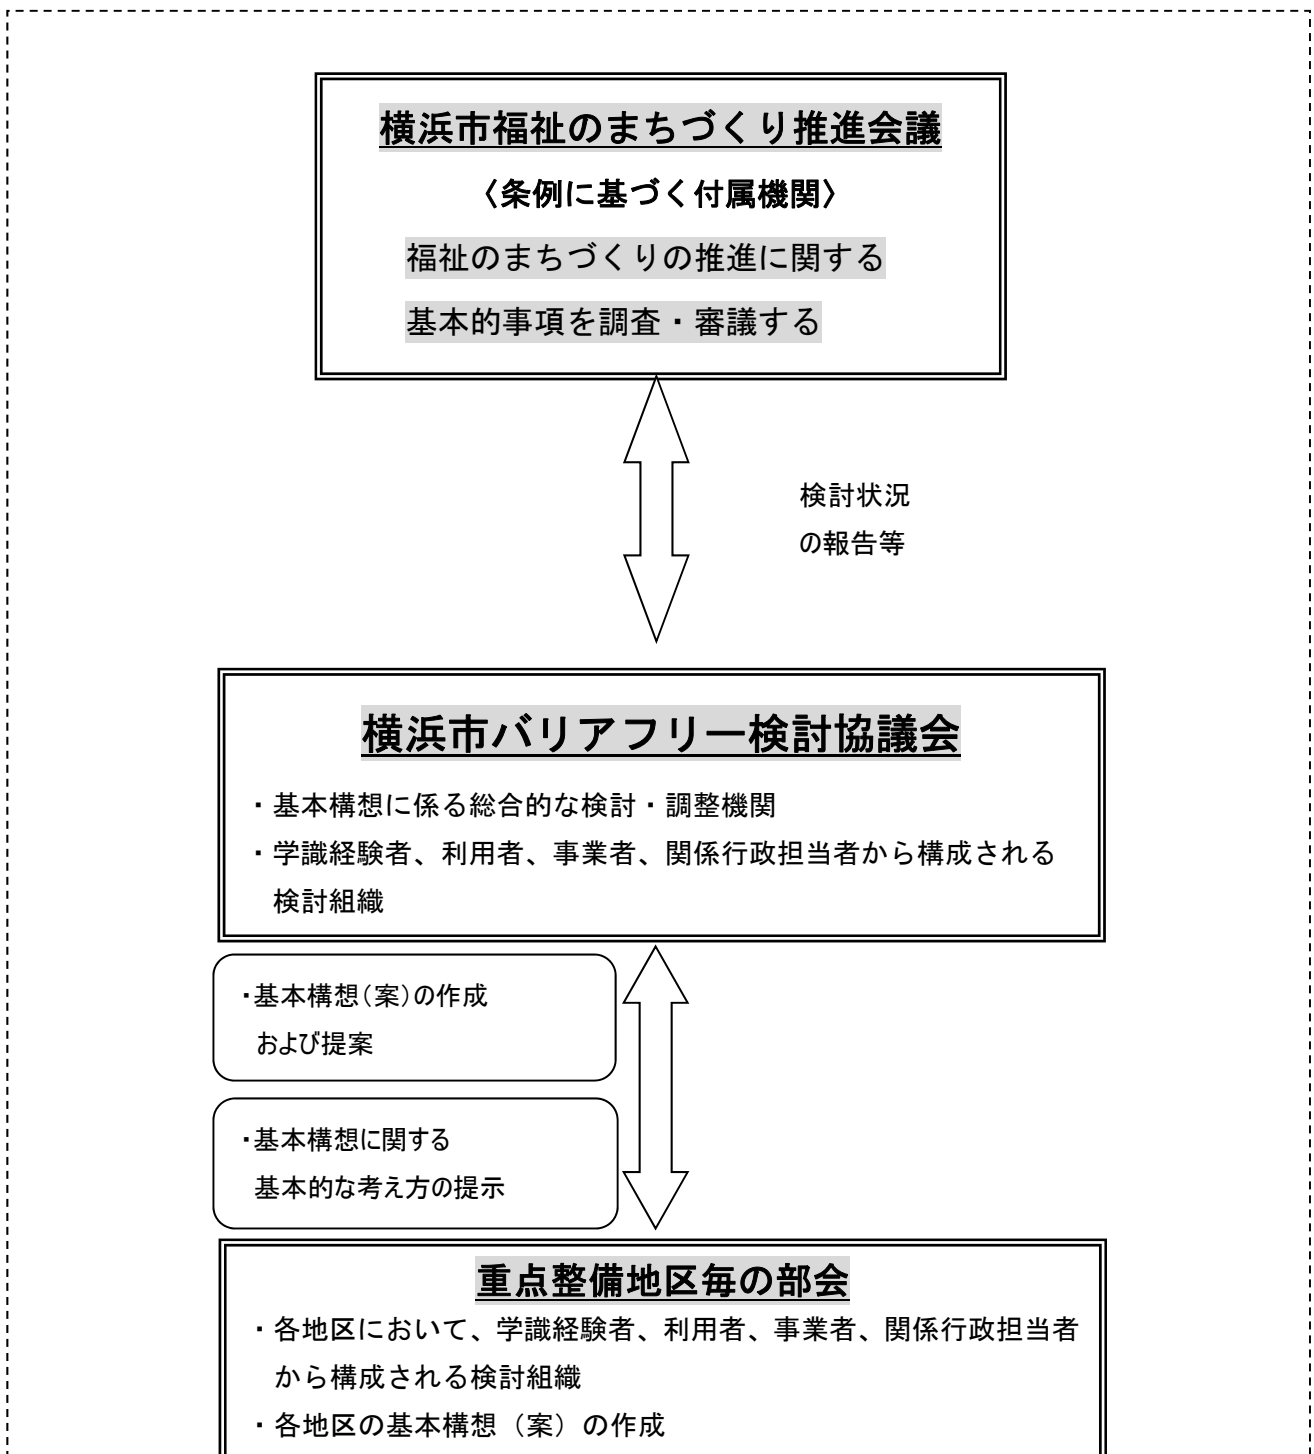 横浜市福祉のまちづくり推進会議
〈条例に基づく付属機関〉
福祉のまちづくりの推進に関する
基本的事項を調査・審議する
検討状況
の報告等
横浜市バリアフリー検討協議会
・基本構想に係る総合的な検討・調整機関
・学識経験者、利用者、事業者、関係行政担当者から構成される
検討組織
・基本構想(案)の作成
および提案
・基本構想に関する
基本的な考え方の提示
重点整備地区毎の部会
・各地区において、学識経験者、利用者、事業者、関係行政担当者
から構成される検討組織
・各地区の基本構想（案）の作成